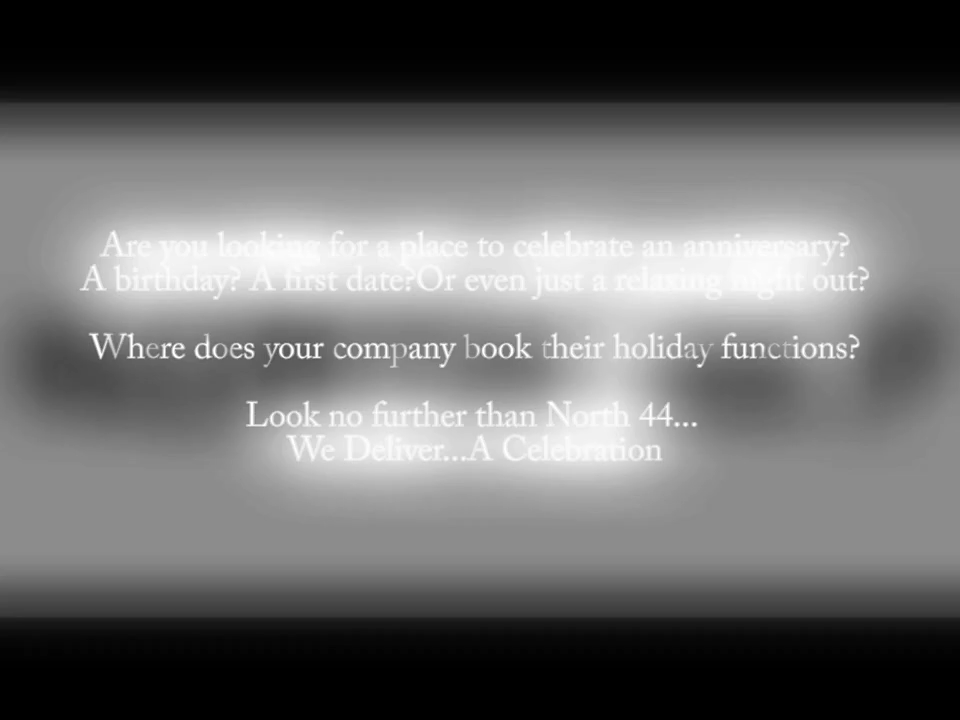 Are you looking for a place to celebrate an anniversary?
A birthday? A first date?Or even just a relaxing night out?
Where does your company book their holiday functions?
Look no further than North 44...
We Deliver...A Celebration